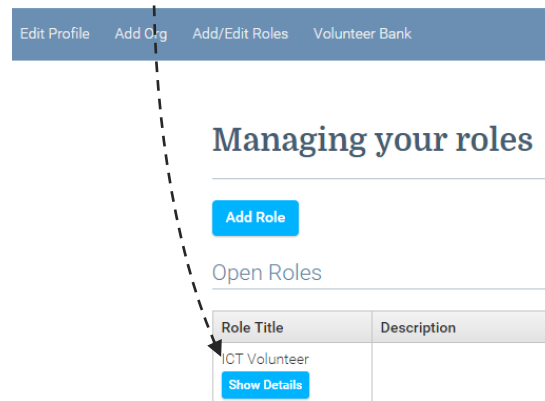 Edit Profile Add Org Add/Edit Roles Volunteer Bank
Managing your roles
Add Role
Open Roles
Role Title Description
ICT Volunteer
Show Details